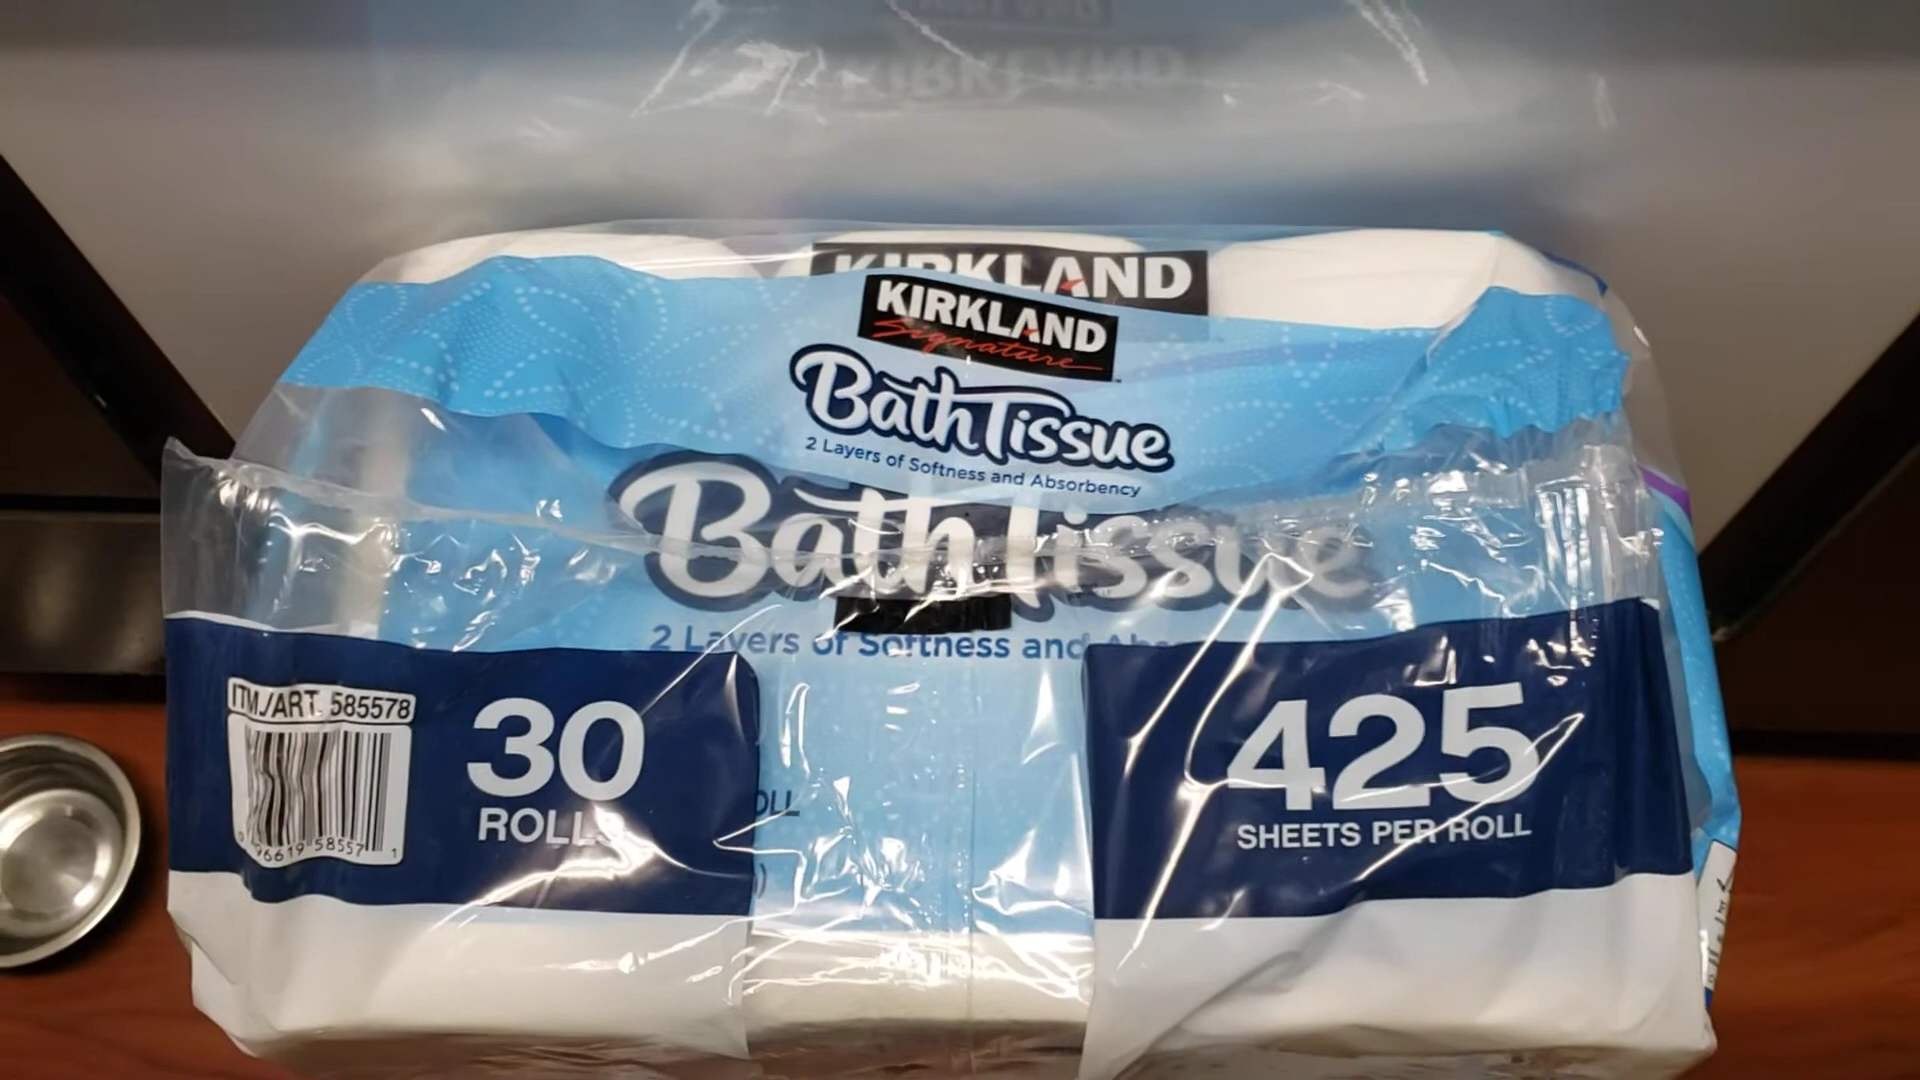 KIRKLAND
KIRKLAND
Signature
BathTissue
2 Layers of Softness and Absorbency
BathTissue
2 Layers of Softness and
ITM./ART. 585578
30
ROLLS
425
SHEETS PER ROLL